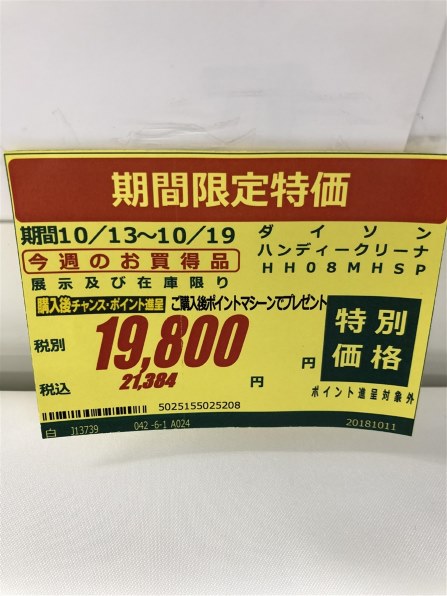 期間限定特価
期間10/13～10/19
ダイソン
今週のお買得品
ハンディークリーナ
展示及び在庫限り
HH08MHSP
購入後チャンス・ポイント進呈 ご購入後ポイントマシーンでプレゼント
税別 19,800 円
特別価格
税込 21,384 円
ポイント進呈対象外
5025155025208
白 J13739 042-6-1 A024 20181011